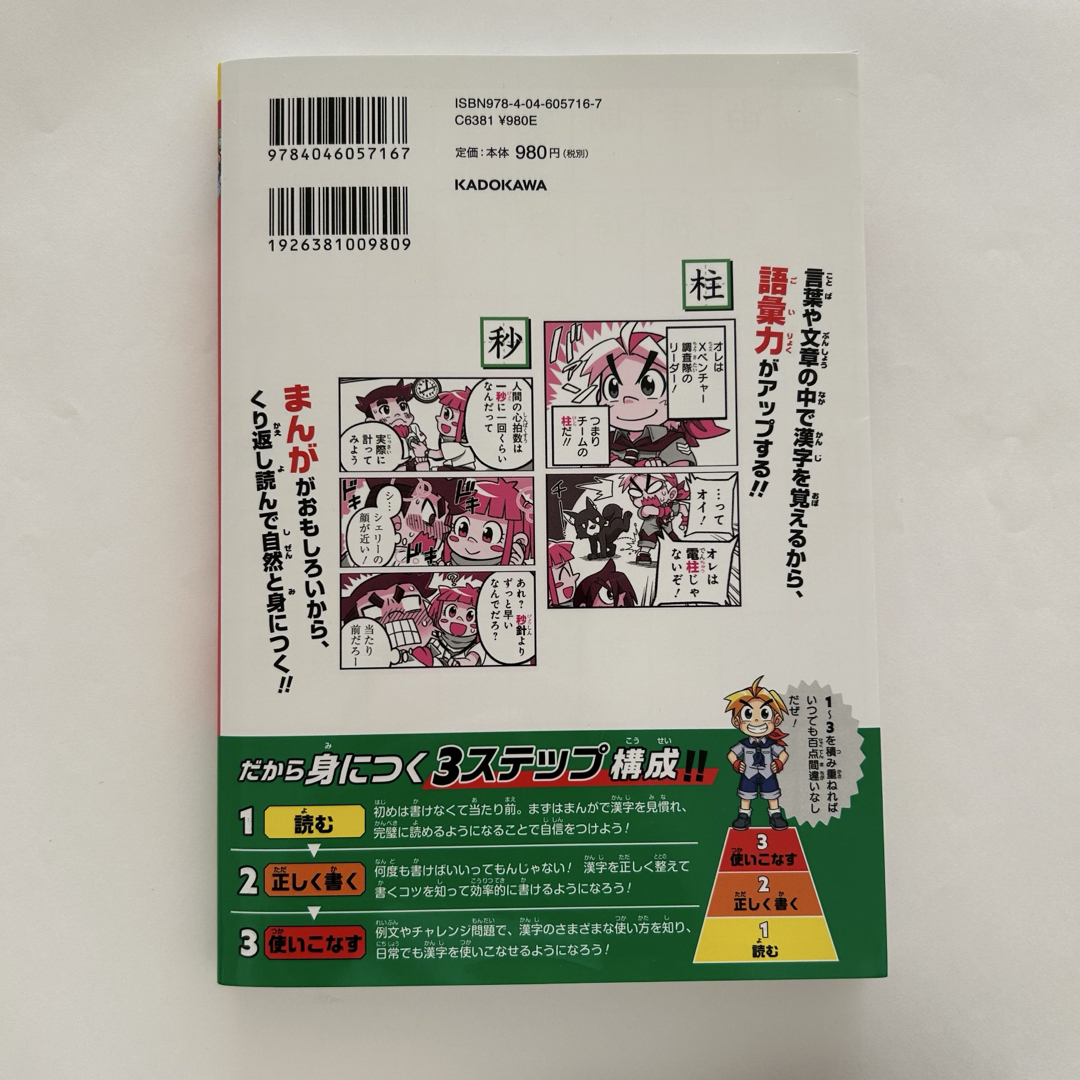 ISBN978-4-04-605716-7
C6381 ¥980E
9784046057167
定価：本体 980円（税別）
KADOKAWA
1926381009809
言葉や文章の中で漢字を覚えるから、
語彙力がアップする!!
柱
オレは
Xベンチャー
調査隊の
リーダー！
つまり
チームの
柱だ!!
…って
オイ！
オレは
電柱じゃ
ないぞ！
チー
秒
人間の心拍数は
一秒に一回くらい
なんだって
実際に
計って
みよう
ドキ
ドキ
ドキ
シ…
シェリーの
顔が近い！
あれ？秒針より
ずっと早い
なんでだろ？
当たり
前だろー
まんががおもしろいから、
くり返し読んで自然と身につく!!
1～3を積み重ねれば
いつでも百点間違いなし
だぜ！
だから身につく3ステップ構成!!
1 読む
初めは書けなくて当たり前。まずはまんがで漢字を見慣れ、
完璧に読めるようになることで自信をつけよう！
2 正しく書く
何度も書けばいいってもんじゃない！ 漢字を正しく整えて
書くコツを知って効率的に書けるようになろう！
3 使いこなす
例文やチャレンジ問題で、漢字のさまざまな使い方を知り、
日常でも漢字を使いこなせるようになろう！
3
使いこなす
2
正しく書く
1
読む